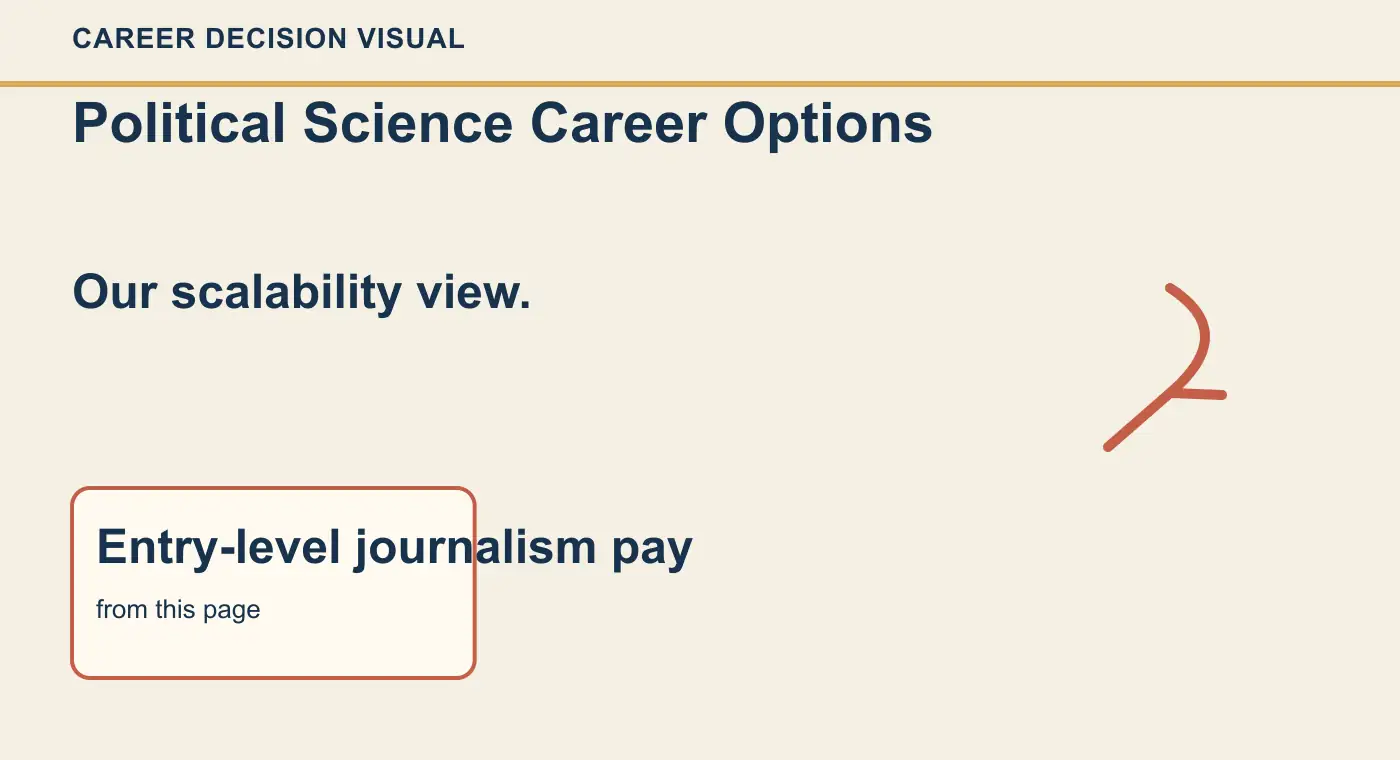 CAREER DECISION VISUAL
Political Science Career Options
Our scalability view.
Entry-level journalism pay
from this page